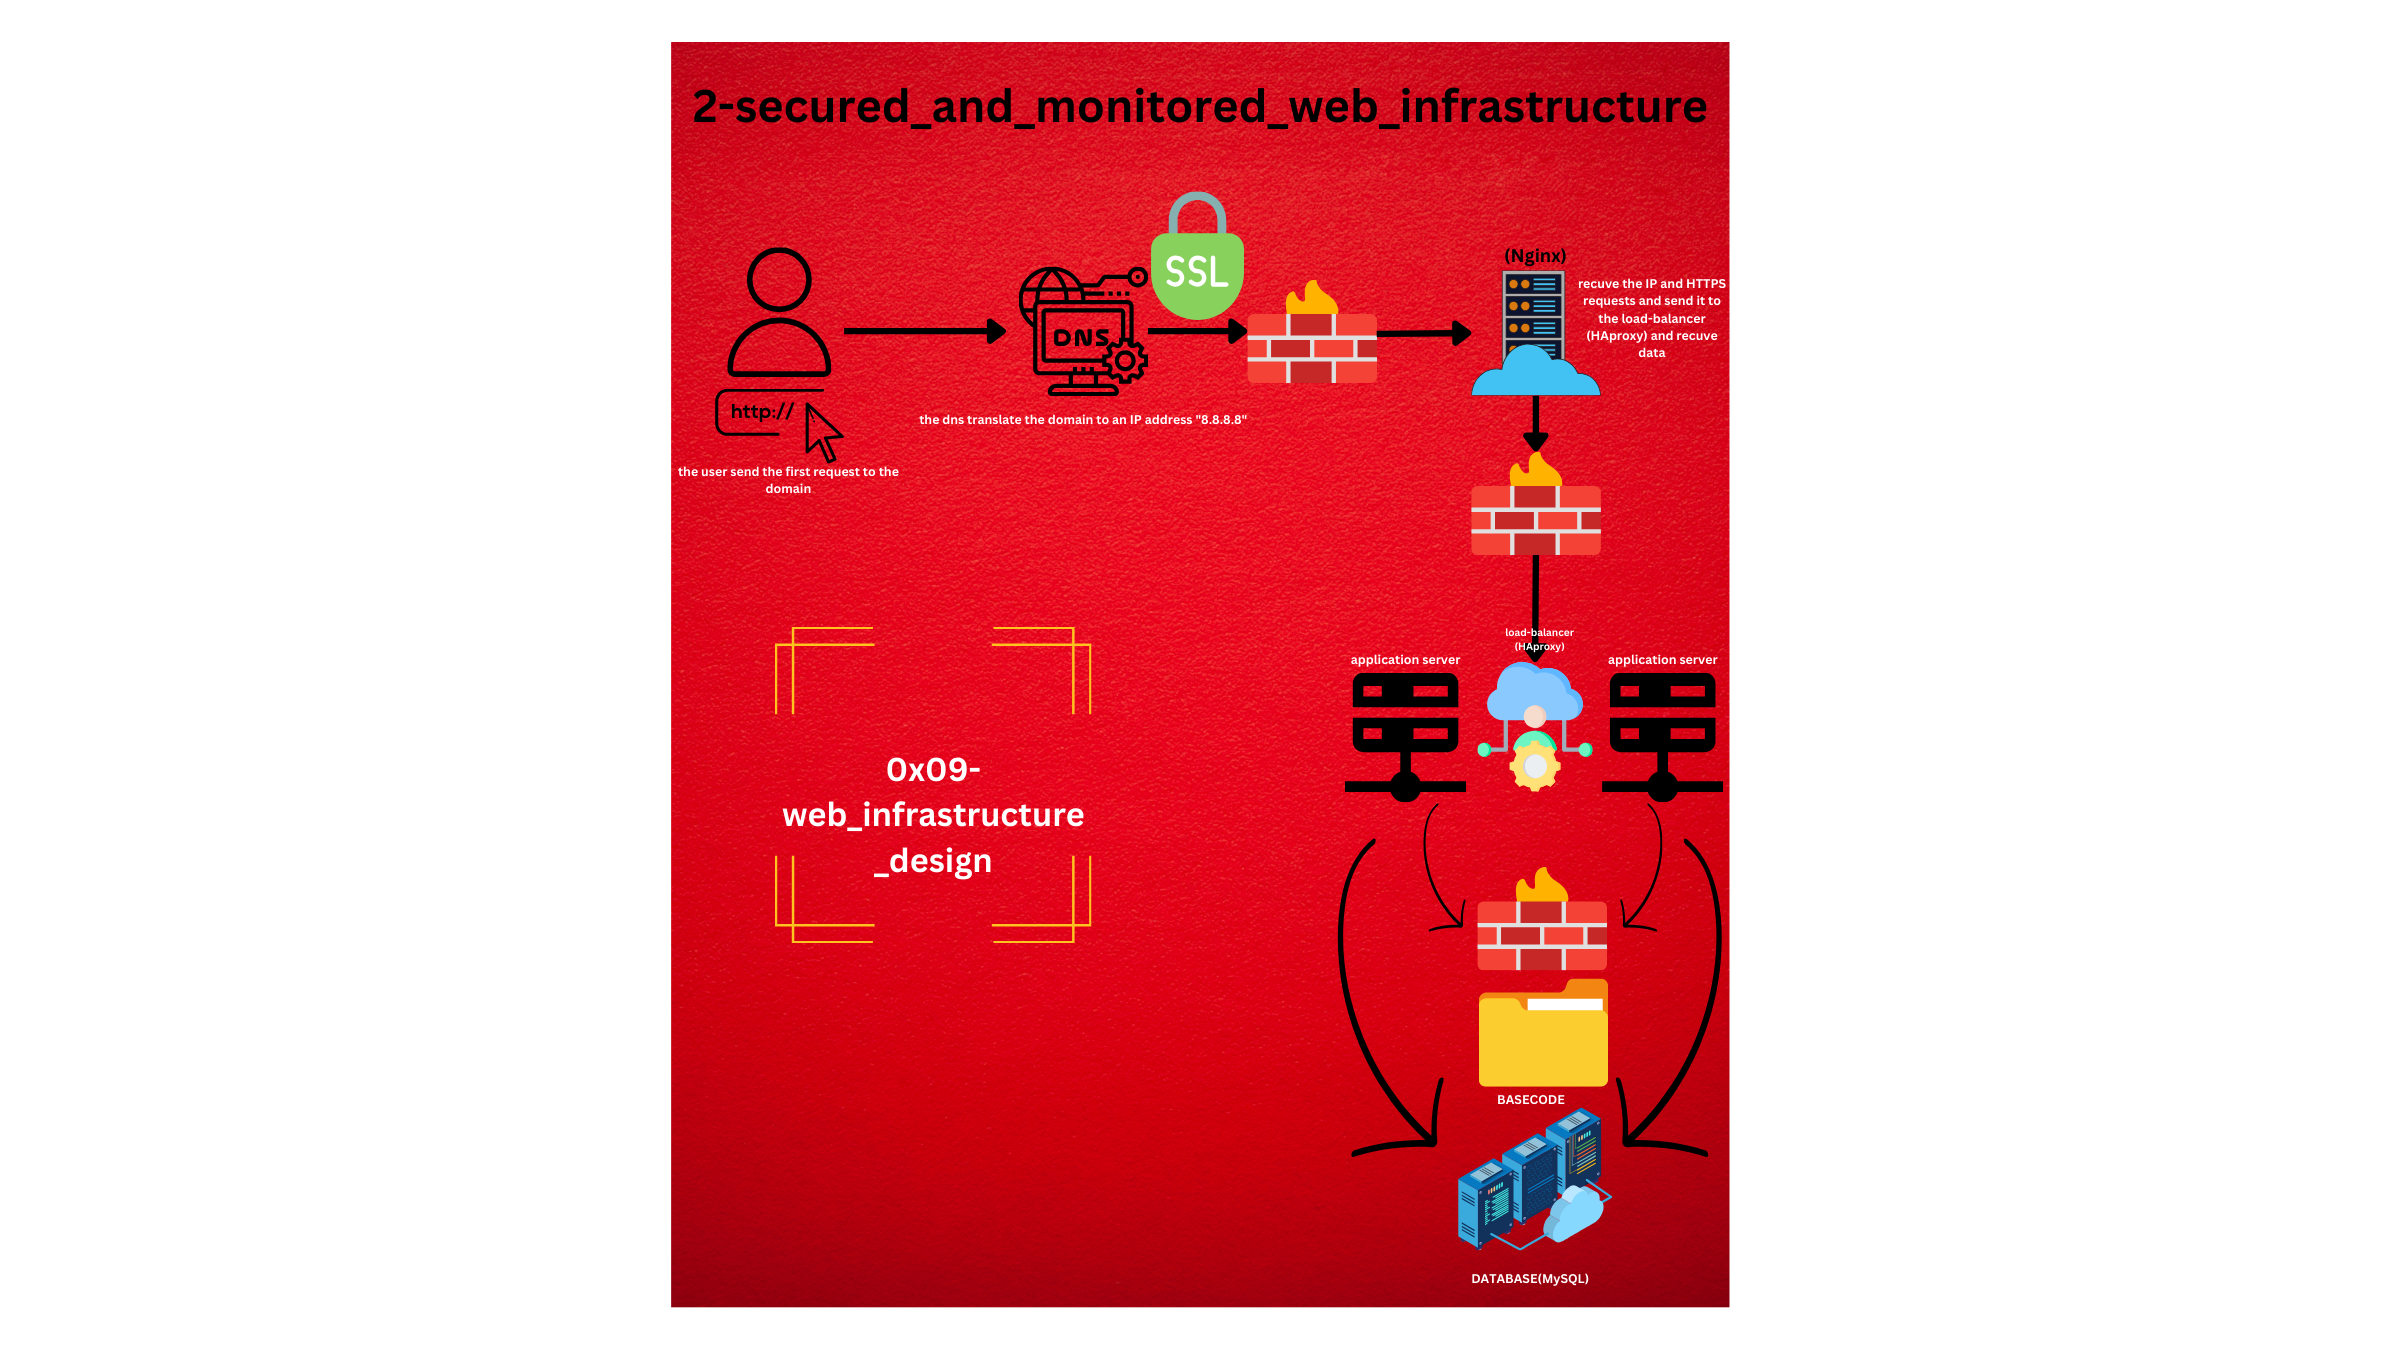 2-secured_and_monitored_web_infrastructure
SSL
(Nginx)
recuve the IP and HTTPS
requests and send it to
the load-balancer
(HAproxy) and recuve
data
DNS
http://
the dns translate the domain to an IP address "8.8.8.8"
the user send the first request to the
domain
load-balancer
(HAproxy)
application server
application server
0x09-
web_infrastructure
_design
BASECODE
DATABASE(MySQL)